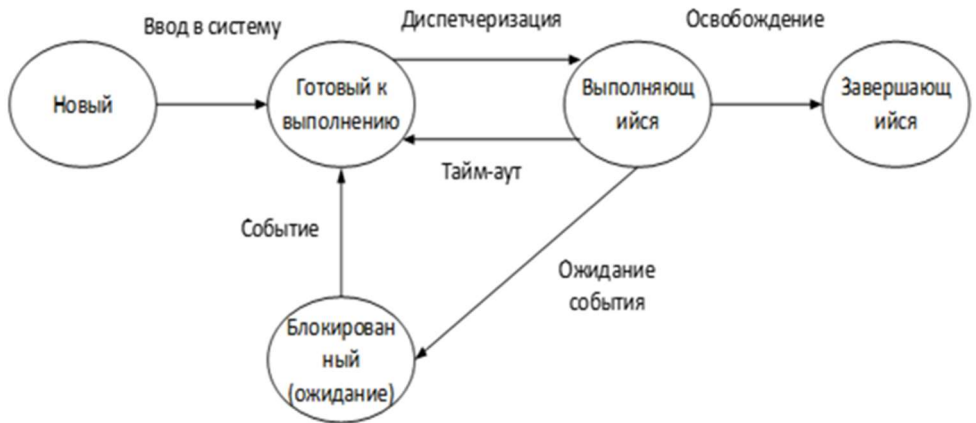 Ввод в систему
Диспетчеризация
Освобождение
Новый
Готовый к
выполнению
Выполняющ
ийся
Завершающ
ийся
Тайм-аут
Событие
Ожидание
события
Блокирован
ный
(ожидание)